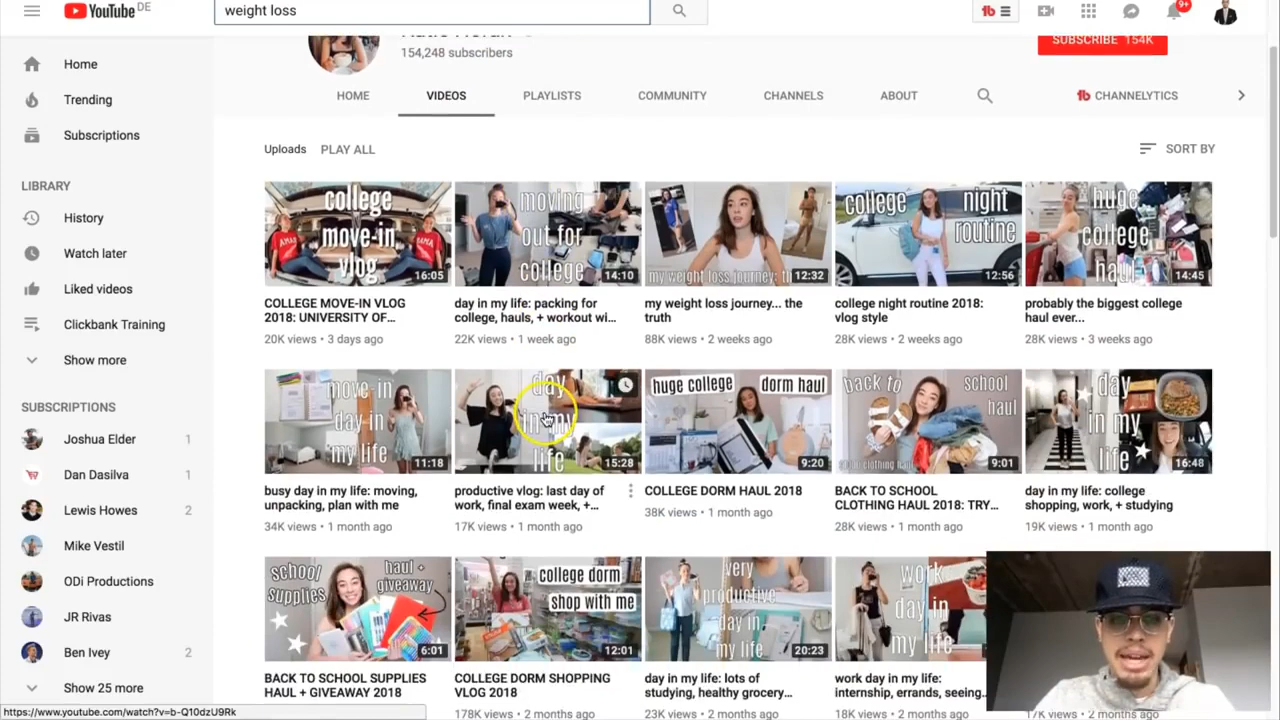 YouTube DE
weight loss
9+
154,248 subscribers
SUBSCRIBE 154K
HOME
VIDEOS
PLAYLISTS
COMMUNITY
CHANNELS
ABOUT
CHANNELYTICS
Home
Trending
Subscriptions
LIBRARY
History
Watch later
Liked videos
Clickbank Training
Show more
SUBSCRIPTIONS
Joshua Elder 1
Dan Dasilva 1
Lewis Howes 2
Mike Vestil
ODi Productions
JR Rivas
Ben Ivey 2
Show 25 more
Uploads PLAY ALL
SORT BY
college
move-in
vlog
16:05
COLLEGE MOVE-IN VLOG
2018: UNIVERSITY OF...
20K views • 3 days ago
moving
out for
college
14:10
day in my life: packing for
college, hauls, + workout wi...
22K views • 1 week ago
my weight loss journey: th
12:32
my weight loss journey... the
truth
88K views • 2 weeks ago
college night
routine
12:56
college night routine 2018:
vlog style
28K views • 2 weeks ago
huge
college
haul
14:45
probably the biggest college
haul ever...
28K views • 3 weeks ago
move-in
day in
my life
11:18
busy day in my life: moving,
unpacking, plan with me
34K views • 1 month ago
day
in my
life
15:28
productive vlog: last day of
work, final exam week, +...
17K views • 1 month ago
huge college dorm haul
9:20
COLLEGE DORM HAUL 2018
38K views • 1 month ago
back to school
haul
9:01
BACK TO SCHOOL
CLOTHING HAUL 2018: TRY...
28K views • 1 month ago
day
in my
life
16:48
day in my life: college
shopping, work, + studying
19K views • 1 month ago
school
supplies
haul +
giveaway
6:01
BACK TO SCHOOL SUPPLIES
HAUL + GIVEAWAY 2018
college dorm
shop with me
12:01
COLLEGE DORM SHOPPING
VLOG 2018
178K views • 2 months ago
very
productive
day in
my life
20:23
day in my life: lots of
studying, healthy grocery...
23K views • 2 months ago
work
day in
my life
work day in my life:
internship, errands, seeing...
18K views • 2 months ago
https://www.youtube.com/watch?v=b-Q10dzU9Rk